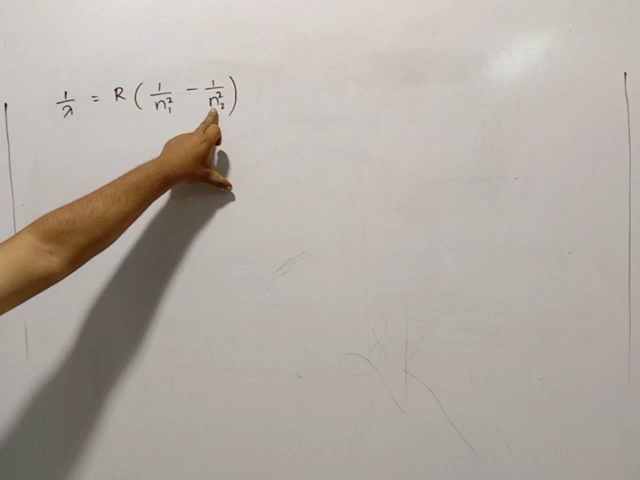 1/λ = R ( 1/n₁² − 1/n₂² )